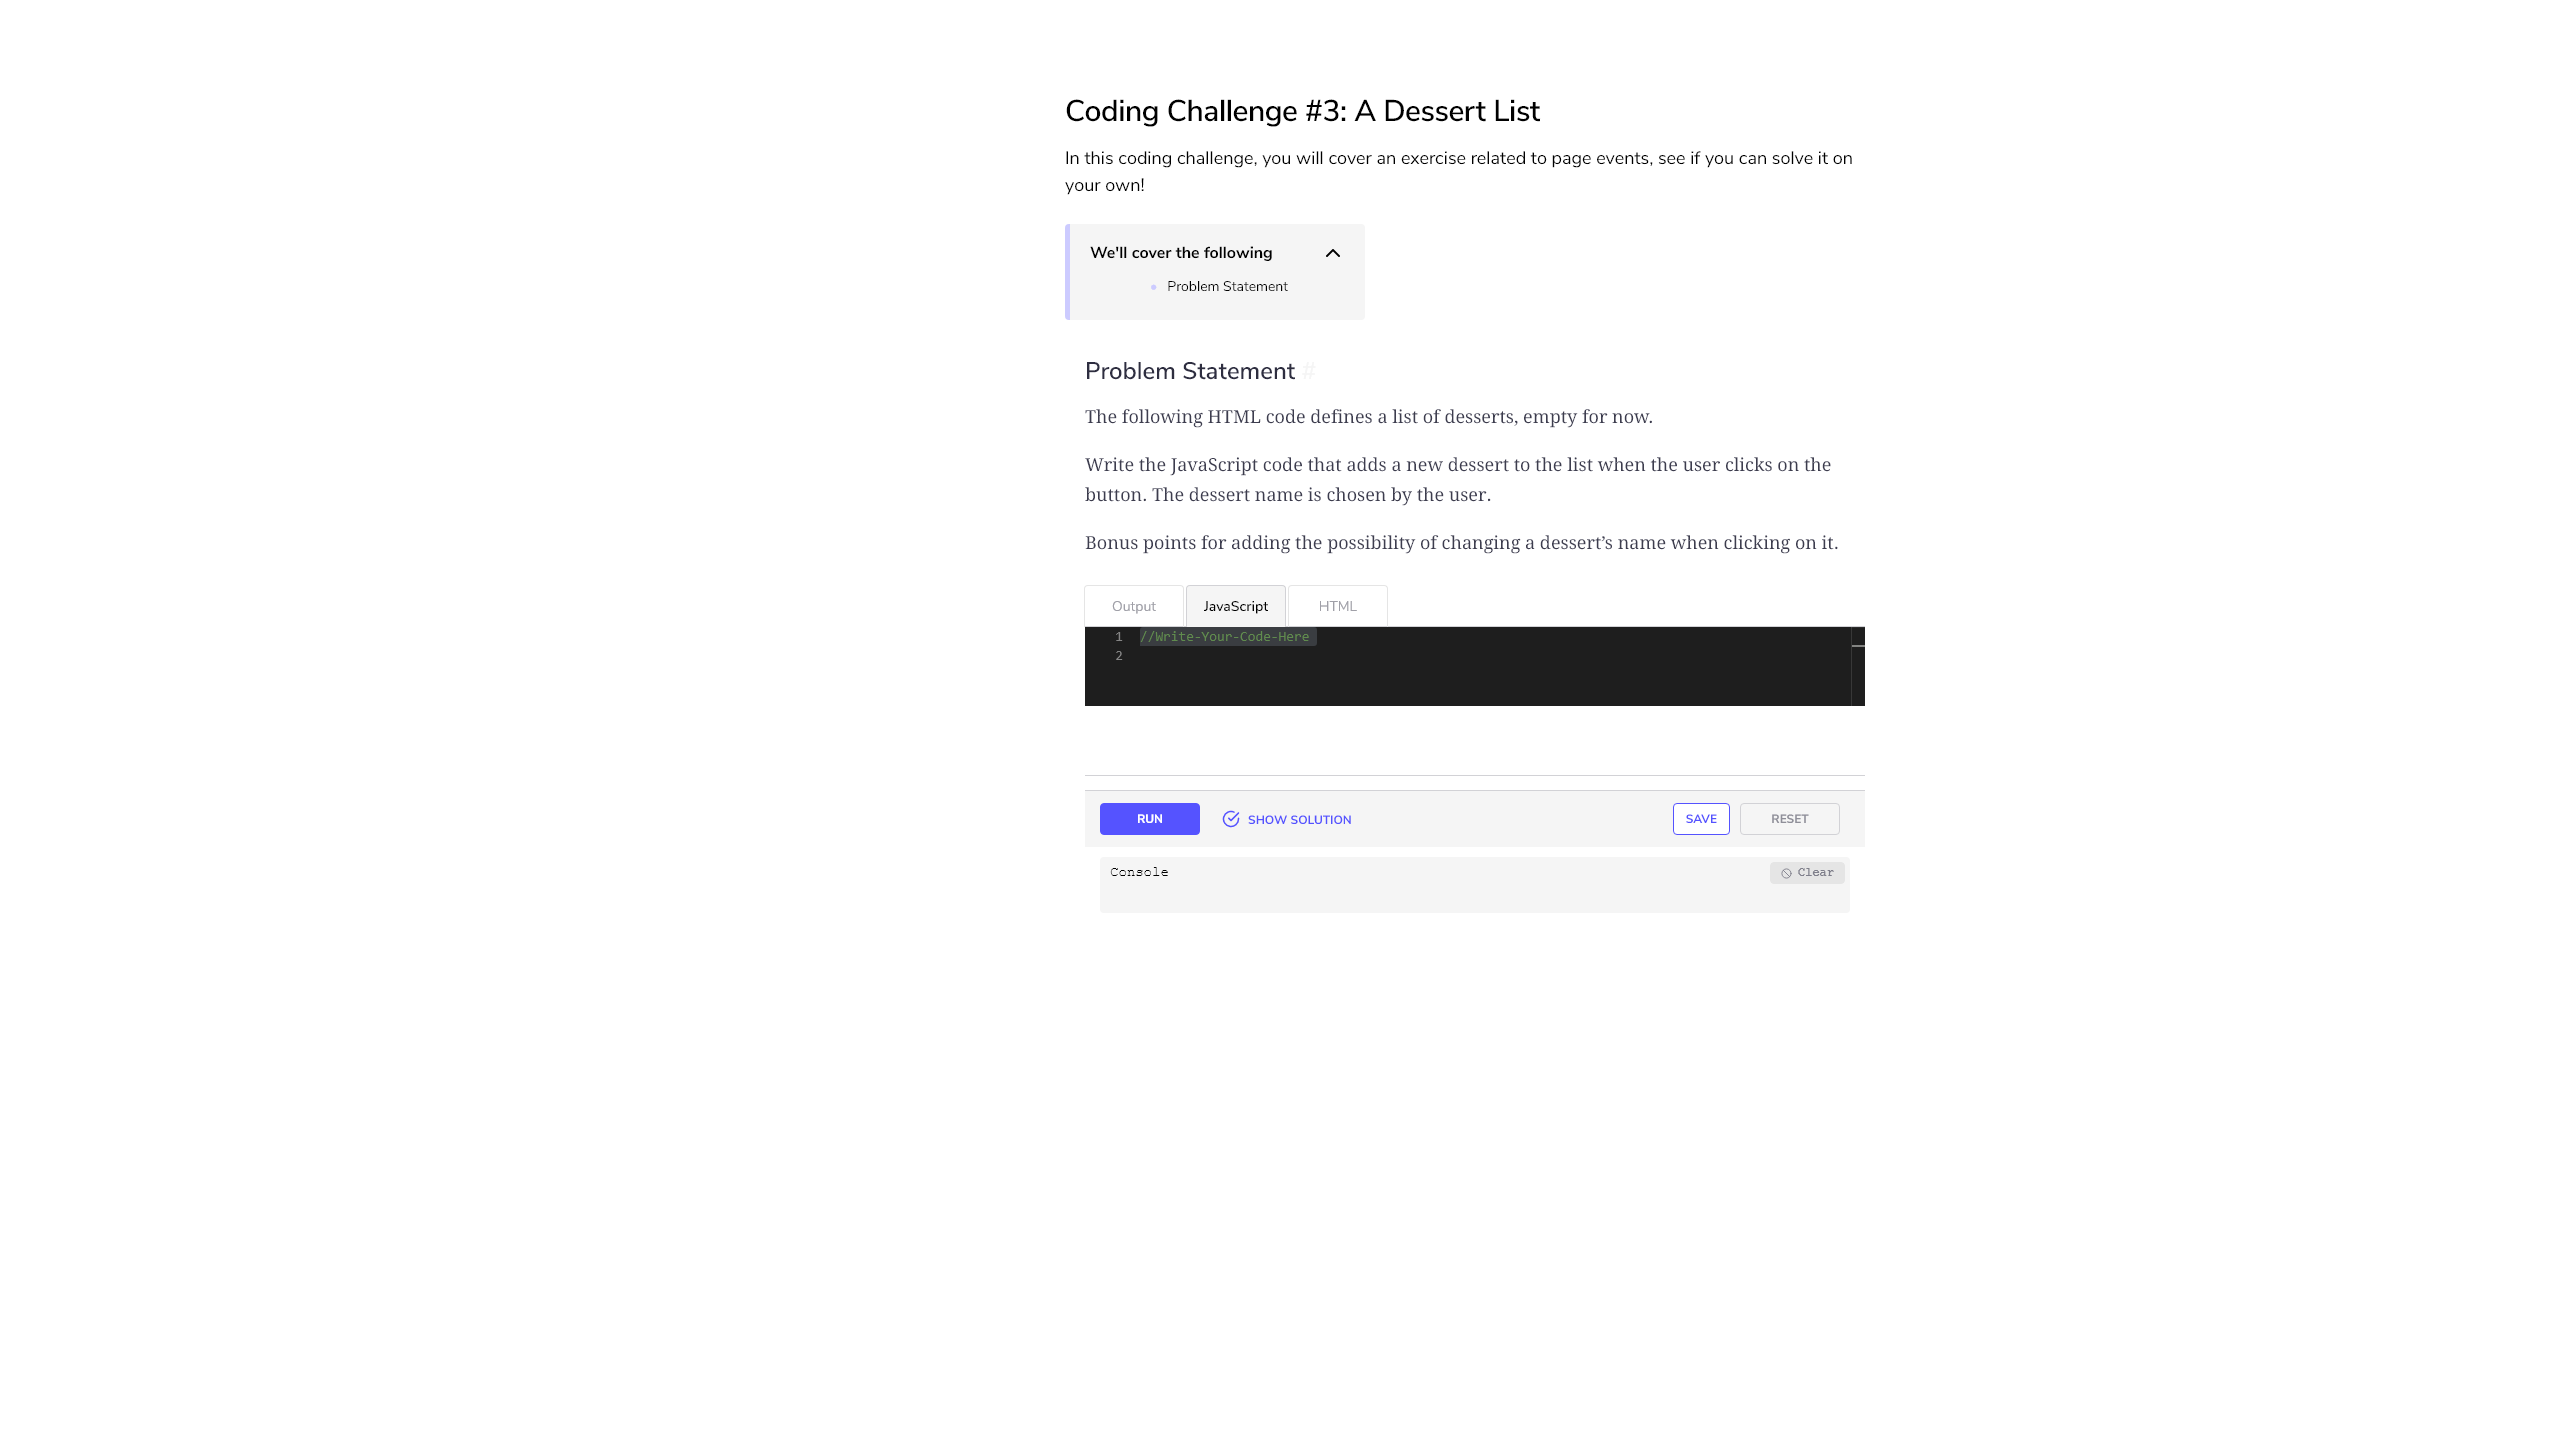 Coding Challenge #3: A Dessert List
In this coding challenge, you will cover an exercise related to page events, see if you can solve it on
your own!
We'll cover the following
Problem Statement
Problem Statement #
The following HTML code defines a list of desserts, empty for now.
Write the JavaScript code that adds a new dessert to the list when the user clicks on the
button. The dessert name is chosen by the user.
Bonus points for adding the possibility of changing a dessert’s name when clicking on it.
Output JavaScript HTML
1 //Write-Your-Code-Here
2
RUN SHOW SOLUTION SAVE RESET
Console Clear